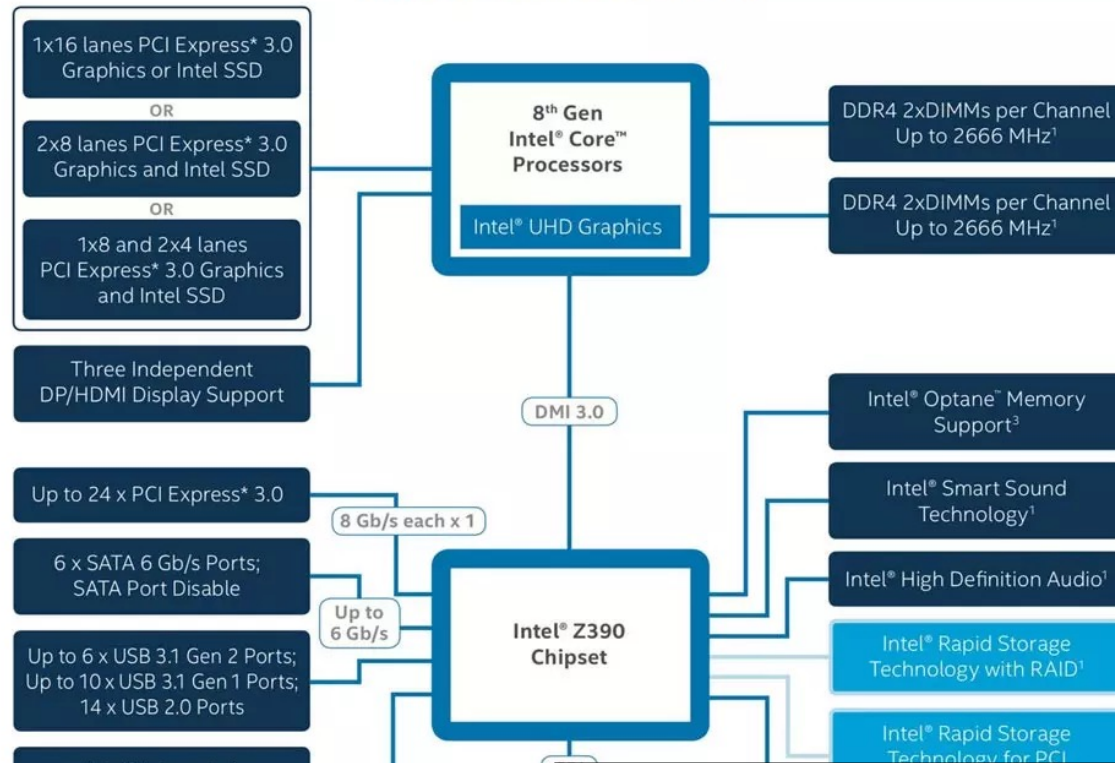 1x16 lanes PCI Express* 3.0
Graphics or Intel SSD
OR
2x8 lanes PCI Express* 3.0
Graphics and Intel SSD
OR
1x8 and 2x4 lanes
PCI Express* 3.0 Graphics
and Intel SSD
Three Independent
DP/HDMI Display Support
8th Gen
Intel® Core™
Processors
Intel® UHD Graphics
DDR4 2xDIMMs per Channel
Up to 2666 MHz¹
DDR4 2xDIMMs per Channel
Up to 2666 MHz¹
DMI 3.0
Up to 24 x PCI Express* 3.0
8 Gb/s each x 1
6 x SATA 6 Gb/s Ports;
SATA Port Disable
Up to
6 Gb/s
Up to 6 x USB 3.1 Gen 2 Ports;
Up to 10 x USB 3.1 Gen 1 Ports;
14 x USB 2.0 Ports
Intel® Z390
Chipset
Intel® Optane™ Memory
Support³
Intel® Smart Sound
Technology¹
Intel® High Definition Audio¹
Intel® Rapid Storage
Technology with RAID¹
Intel® Rapid Storage
Technology for PCI